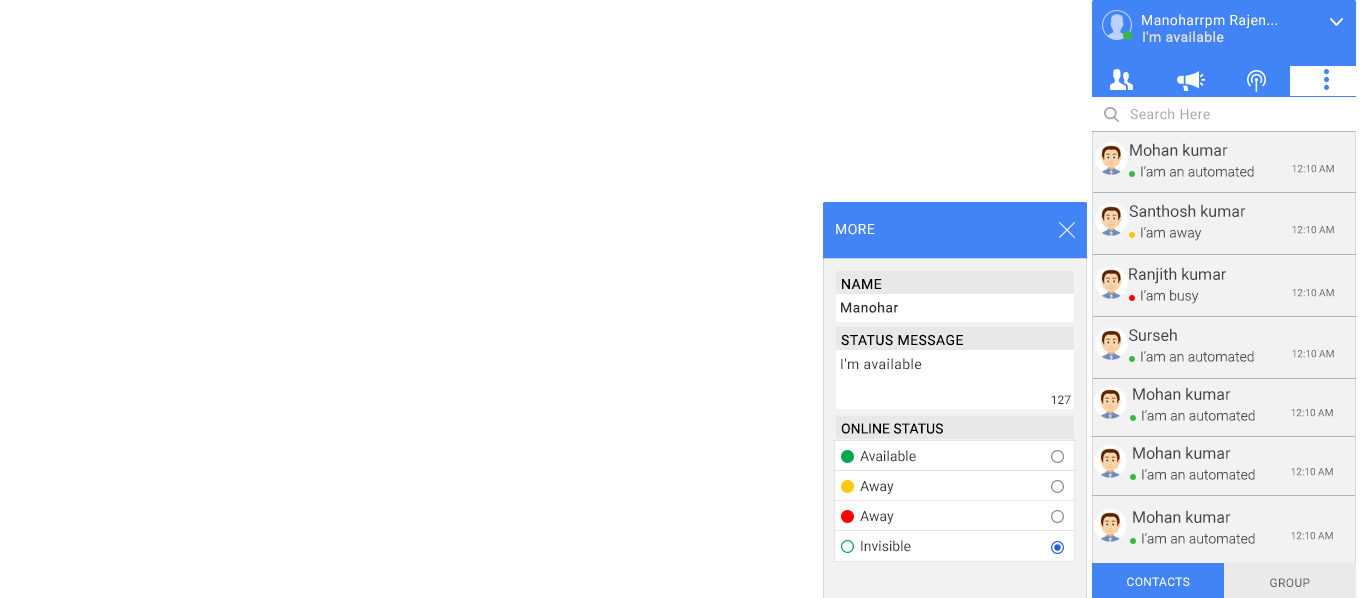 Manoharrpm Rajen...
I'm available
Search Here
Mohan kumar
I'am an automated
12:10 AM
Santhosh kumar
I'am away
12:10 AM
Ranjith kumar
I'am busy
12:10 AM
Surseh
I'am an automated
12:10 AM
Mohan kumar
I'am an automated
12:10 AM
Mohan kumar
I'am an automated
12:10 AM
Mohan kumar
I'am an automated
12:10 AM
CONTACTS
GROUP
MORE
NAME
Manohar
STATUS MESSAGE
I'm available
127
ONLINE STATUS
Available
Away
Away
Invisible